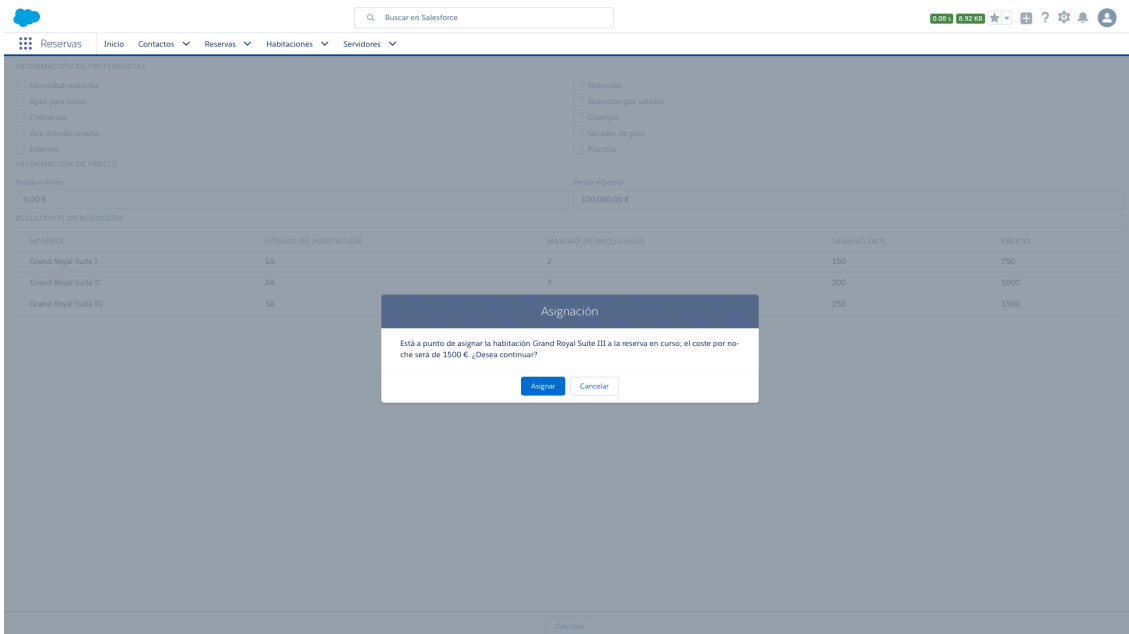 Buscar en Salesforce
0.08 s 8.92 KB
Reservas Inicio Contactos Reservas Habitaciones Servidores
INFORMACIÓN DE PREFERENCIAS
Movilidad reducida Televisión
Apto para niños Televisión por satélite
Chimenea Champú
Aire acondicionado Secador de pelo
Internet Plancha
INFORMACIÓN DE PRECIO
Precio mínimo Precio máximo
0,00 € 100.000,00 €
RESULTADOS DE BÚSQUEDA
NOMBRE CÓDIGO DE HABITACIÓN MÁXIMO DE INQUILINOS TAMAÑO (M²) PRECIO
Grand Royal Suite I 1A 2 150 750
Grand Royal Suite II 2A 3 200 1000
Grand Royal Suite III 3A 250 1500
Asignación
Está a punto de asignar la habitación Grand Royal Suite III a la reserva en curso; el coste por no-
che será de 1500 €. ¿Desea continuar?
Asignar Cancelar
Cancelar